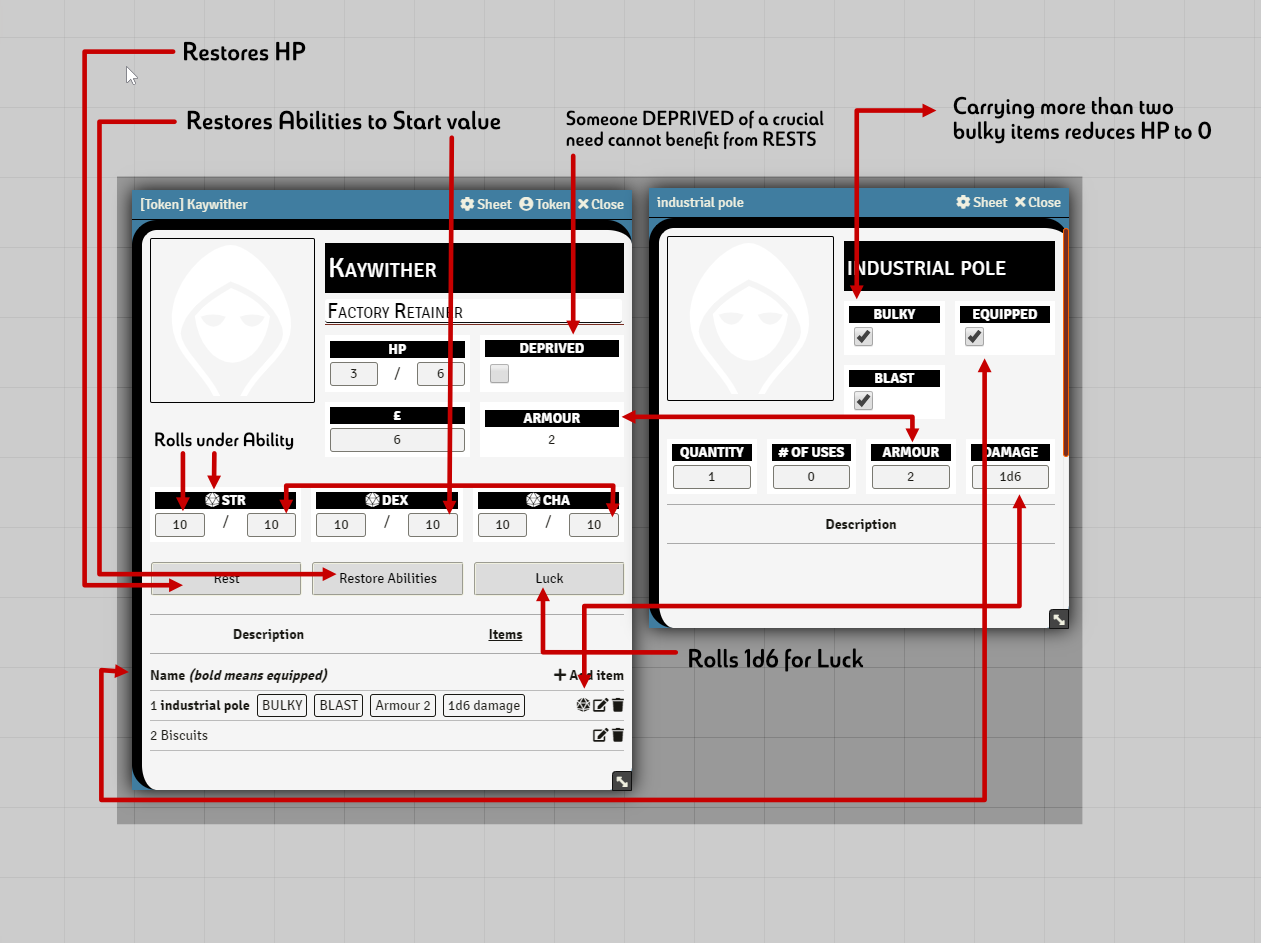 Restores HP
Restores Abilities to Start value
Someone DEPRIVED of a crucial
need cannot benefit from RESTS
Carrying more than two
bulky items reduces HP to 0
[Token] Kaywither
Sheet Token Close
KAYWITHER
FACTORY RETAINER
HP
3 / 6
DEPRIVED
£
6
ARMOUR
2
Rolls under Ability
STR DEX CHA
10 / 10 10 / 10 10 / 10
Rest Restore Abilities Luck
Description Items
Name (bold means equipped) + Add item
1 industrial pole BULKY BLAST Armour 2 1d6 damage
2 Biscuits
industrial pole
Sheet Close
INDUSTRIAL POLE
BULKY EQUIPPED
BLAST
QUANTITY # OF USES ARMOUR DAMAGE
1 0 2 1d6
Description
Rolls 1d6 for Luck